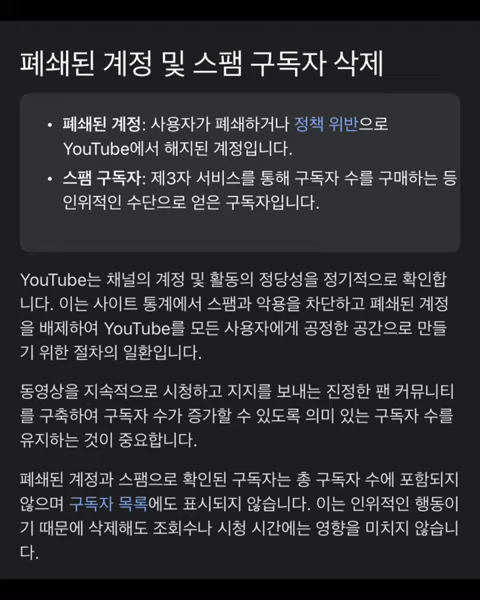 폐쇄된 계정 및 스팸 구독자 삭제
• 폐쇄된 계정: 사용자가 폐쇄하거나 정책 위반으로
YouTube에서 해지된 계정입니다.
• 스팸 구독자: 제3자 서비스를 통해 구독자 수를 구매하는 등
인위적인 수단으로 얻은 구독자입니다.
YouTube는 채널의 계정 및 활동의 정당성을 정기적으로 확인합
니다. 이는 사이트 통계에서 스팸과 악용을 차단하고 폐쇄된 계정
을 배제하여 YouTube를 모든 사용자에게 공정한 공간으로 만들
기 위한 절차의 일환입니다.
동영상을 지속적으로 시청하고 지지를 보내는 진정한 팬 커뮤니티
를 구축하여 구독자 수가 증가할 수 있도록 의미 있는 구독자 수를
유지하는 것이 중요합니다.
폐쇄된 계정과 스팸으로 확인된 구독자는 총 구독자 수에 포함되지
않으며 구독자 목록에도 표시되지 않습니다. 이는 인위적인 행동이
기 때문에 삭제해도 조회수나 시청 시간에는 영향을 미치지 않습니
다.